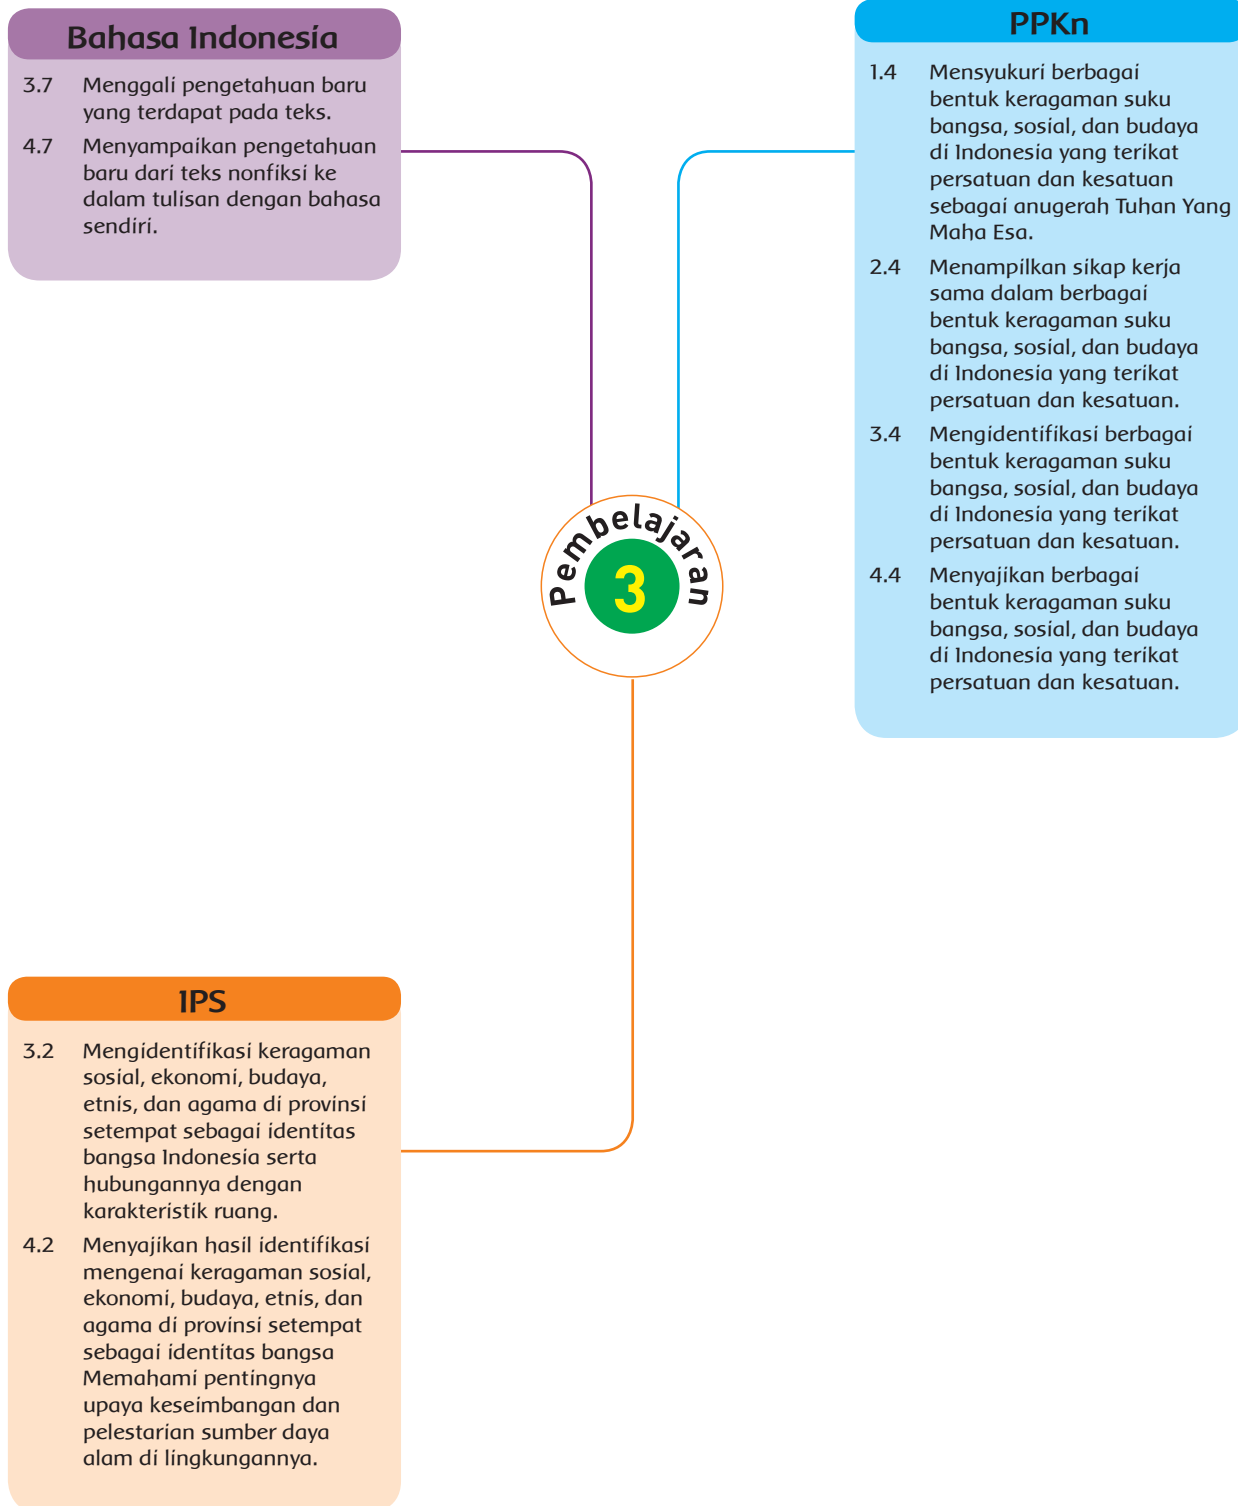 Bahasa Indonesia
3.7 Menggali pengetahuan baru
yang terdapat pada teks.
4.7 Menyampaikan pengetahuan
baru dari teks nonfiksi ke
dalam tulisan dengan bahasa
sendiri.
PPKn
1.4 Mensyukuri berbagai
bentuk keragaman suku
bangsa, sosial, dan budaya
di Indonesia yang terikat
persatuan dan kesatuan
sebagai anugerah Tuhan Yang
Maha Esa.
2.4 Menampilkan sikap kerja
sama dalam berbagai
bentuk keragaman suku
bangsa, sosial, dan budaya
di Indonesia yang terikat
persatuan dan kesatuan.
3.4 Mengidentifikasi berbagai
bentuk keragaman suku
bangsa, sosial, dan budaya
di Indonesia yang terikat
persatuan dan kesatuan.
4.4 Menyajikan berbagai
bentuk keragaman suku
bangsa, sosial, dan budaya
di Indonesia yang terikat
persatuan dan kesatuan.
Pembelajaran
3
IPS
3.2 Mengidentifikasi keragaman
sosial, ekonomi, budaya,
etnis, dan agama di provinsi
setempat sebagai identitas
bangsa Indonesia serta
hubungannya dengan
karakteristik ruang.
4.2 Menyajikan hasil identifikasi
mengenai keragaman sosial,
ekonomi, budaya, etnis, dan
agama di provinsi setempat
sebagai identitas bangsa
Memahami pentingnya
upaya keseimbangan dan
pelestarian sumber daya
alam di lingkungannya.